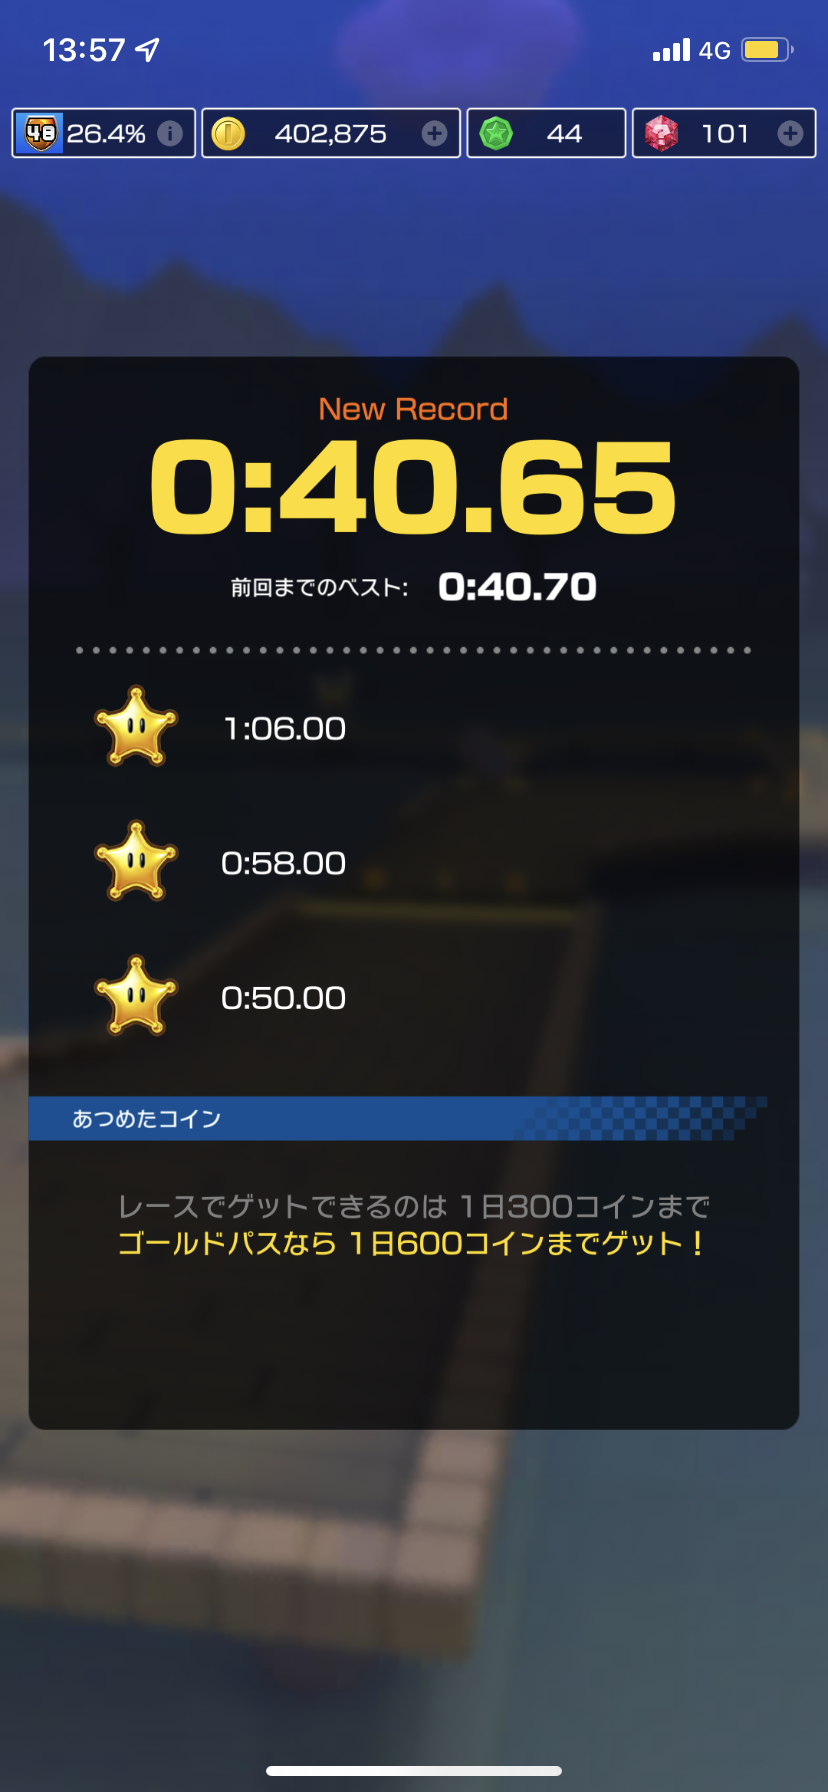 13:57
4G
48 26.4% 402,875 44 101
New Record
0:40.65
前回までのベスト: 0:40.70
1:06.00
0:58.00
0:50.00
あつめたコイン
レースでゲットできるのは 1日300コインまで
ゴールドパスなら 1日600コインまでゲット！